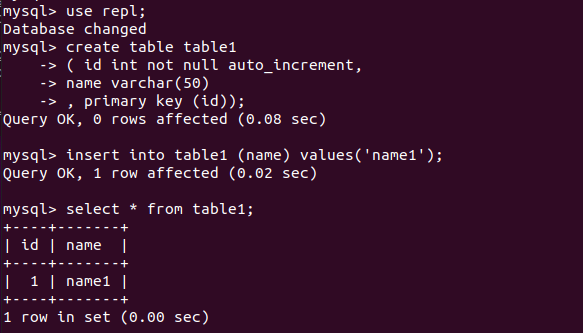 mysql> use repl;
Database changed
mysql> create table table1
    -> ( id int not null auto_increment,
    -> name varchar(50)
    -> , primary key (id));
Query OK, 0 rows affected (0.08 sec)

mysql> insert into table1 (name) values('name1');
Query OK, 1 row affected (0.02 sec)

mysql> select * from table1;
+----+-------+
| id | name  |
+----+-------+
|  1 | name1 |
+----+-------+
1 row in set (0.00 sec)